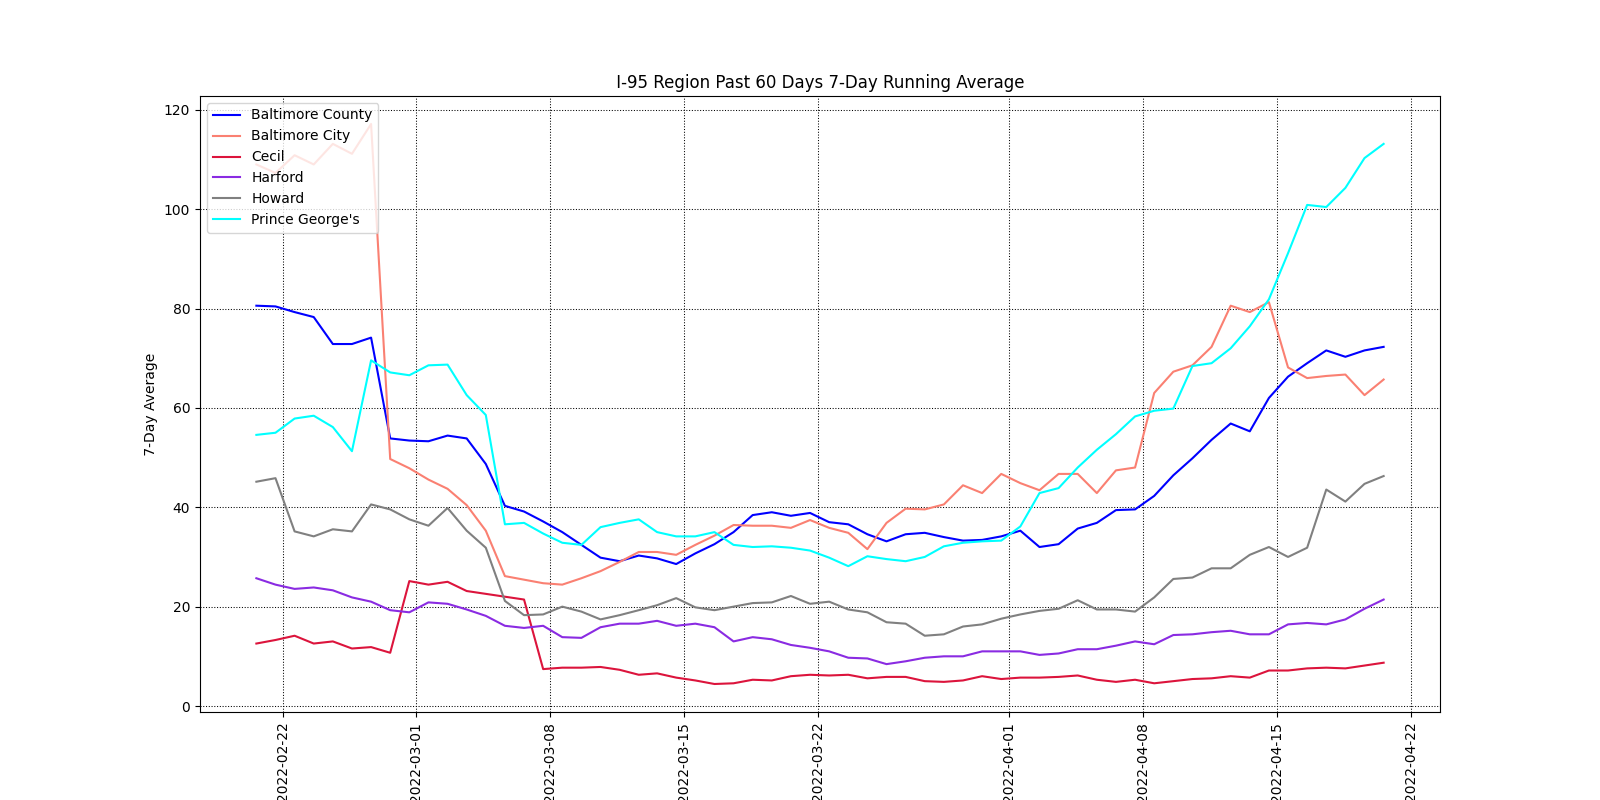 I-95 Region Past 60 Days 7-Day Running Average
120
100
80
60
40
20
0
7-Day Average
Baltimore County
Baltimore City
Cecil
Harford
Howard
Prince George's
2022-02-22
2022-03-01
2022-03-08
2022-03-15
2022-03-22
2022-04-01
2022-04-08
2022-04-15
2022-04-22